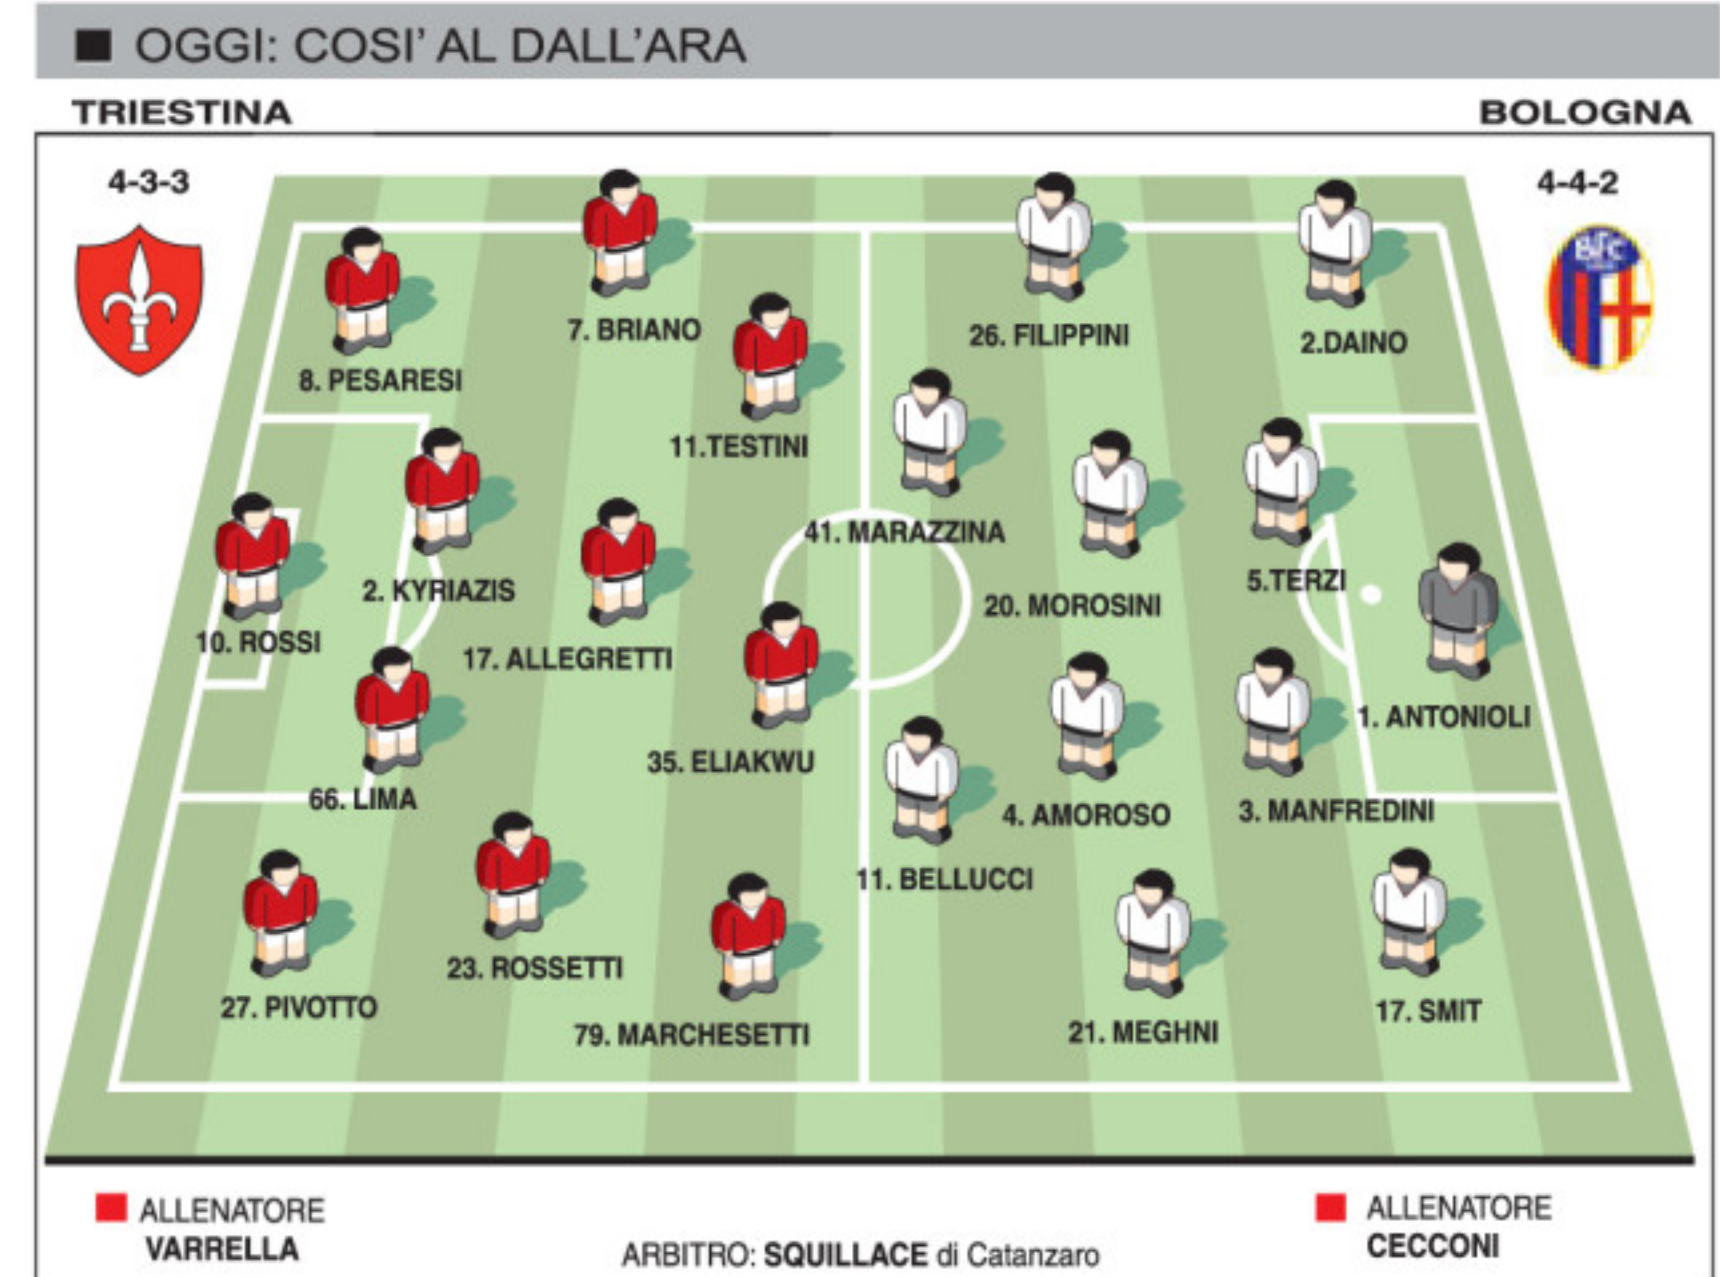 OGGI: COSI' AL DALL'ARA
TRIESTINA
BOLOGNA
4-3-3
4-4-2
BFC
7. BRIANO
26. FILIPPINI
2.DAINO
8. PESARESI
11.TESTINI
41. MARAZZINA
5.TERZI
2. KYRIAZIS
20. MOROSINI
10. ROSSI
17. ALLEGRETTI
1. ANTONIOLI
35. ELIAKWU
66. LIMA
4. AMOROSO
3. MANFREDINI
11. BELLUCCI
23. ROSSETTI
27. PIVOTTO
17. SMIT
79. MARCHESETTI
21. MEGHNI
ALLENATORE
VARRELLA
ARBITRO: SQUILLACE di Catanzaro
ALLENATORE
CECCONI